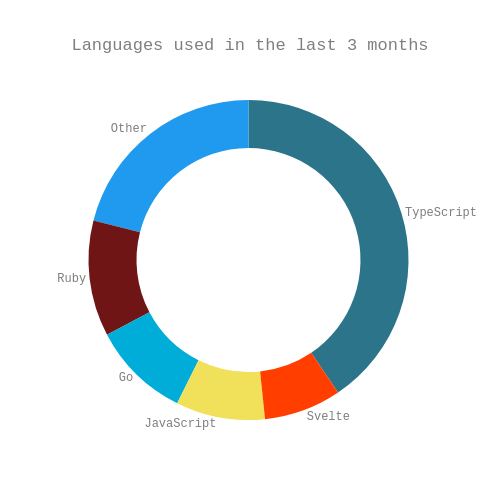 Languages used in the last 3 months
Other
TypeScript
Ruby
Go
Svelte
JavaScript